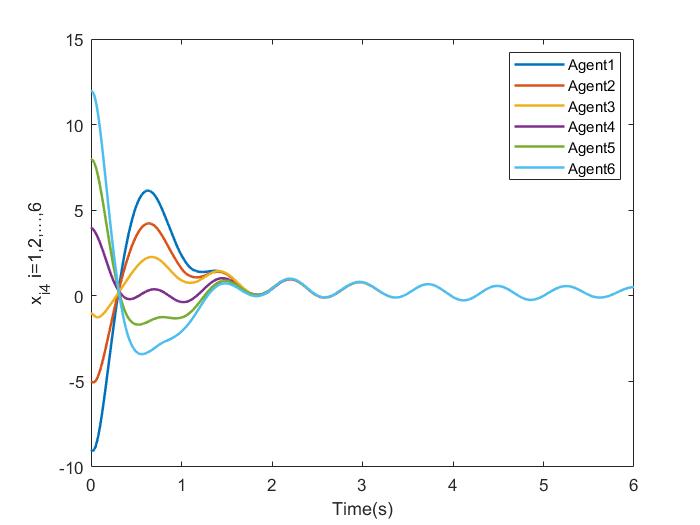 15
10
5
0
-5
-10
x_i4 i=1,2,...,6
Agent1
Agent2
Agent3
Agent4
Agent5
Agent6
0 1 2 3 4 5 6
Time(s)